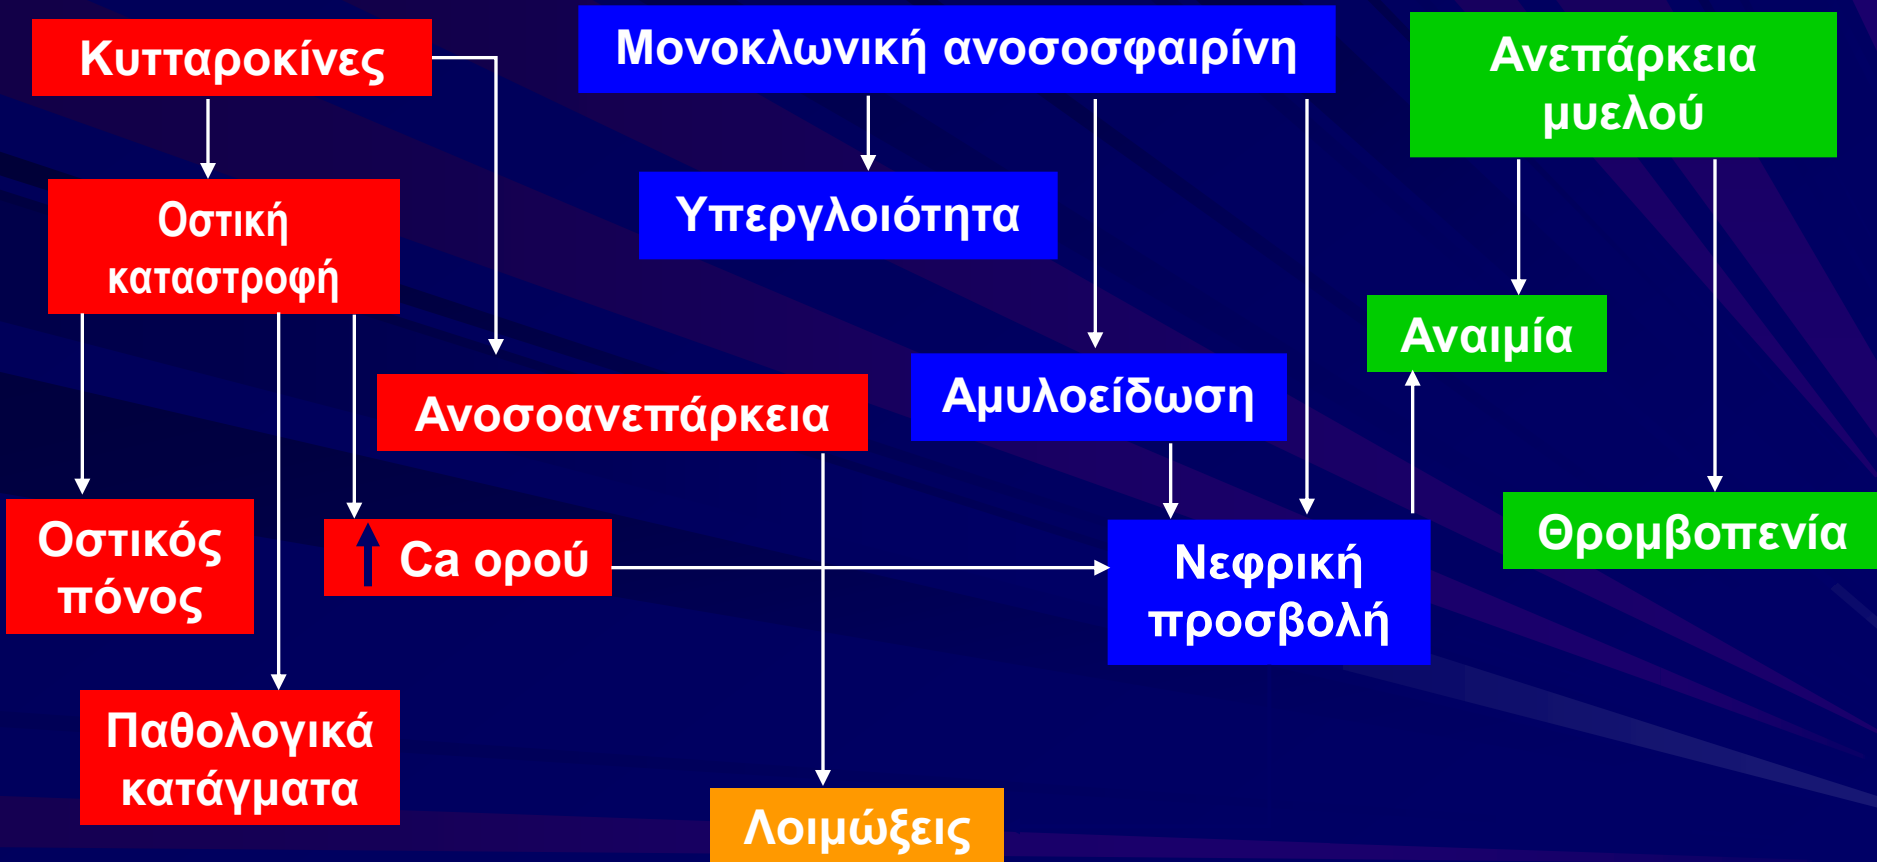 Κυτταροκίνες
Μονοκλωνική ανοσοσφαιρίνη
Ανεπάρκεια
μυελού
Οστική
καταστροφή
Υπεργλοιότητα
Αναιμία
Ανοσοανεπάρκεια
Αμυλοείδωση
Οστικός
πόνος
Ca ορού
Νεφρική
προσβολή
Θρομβοπενία
Παθολογικά
κατάγματα
Λοιμώξεις